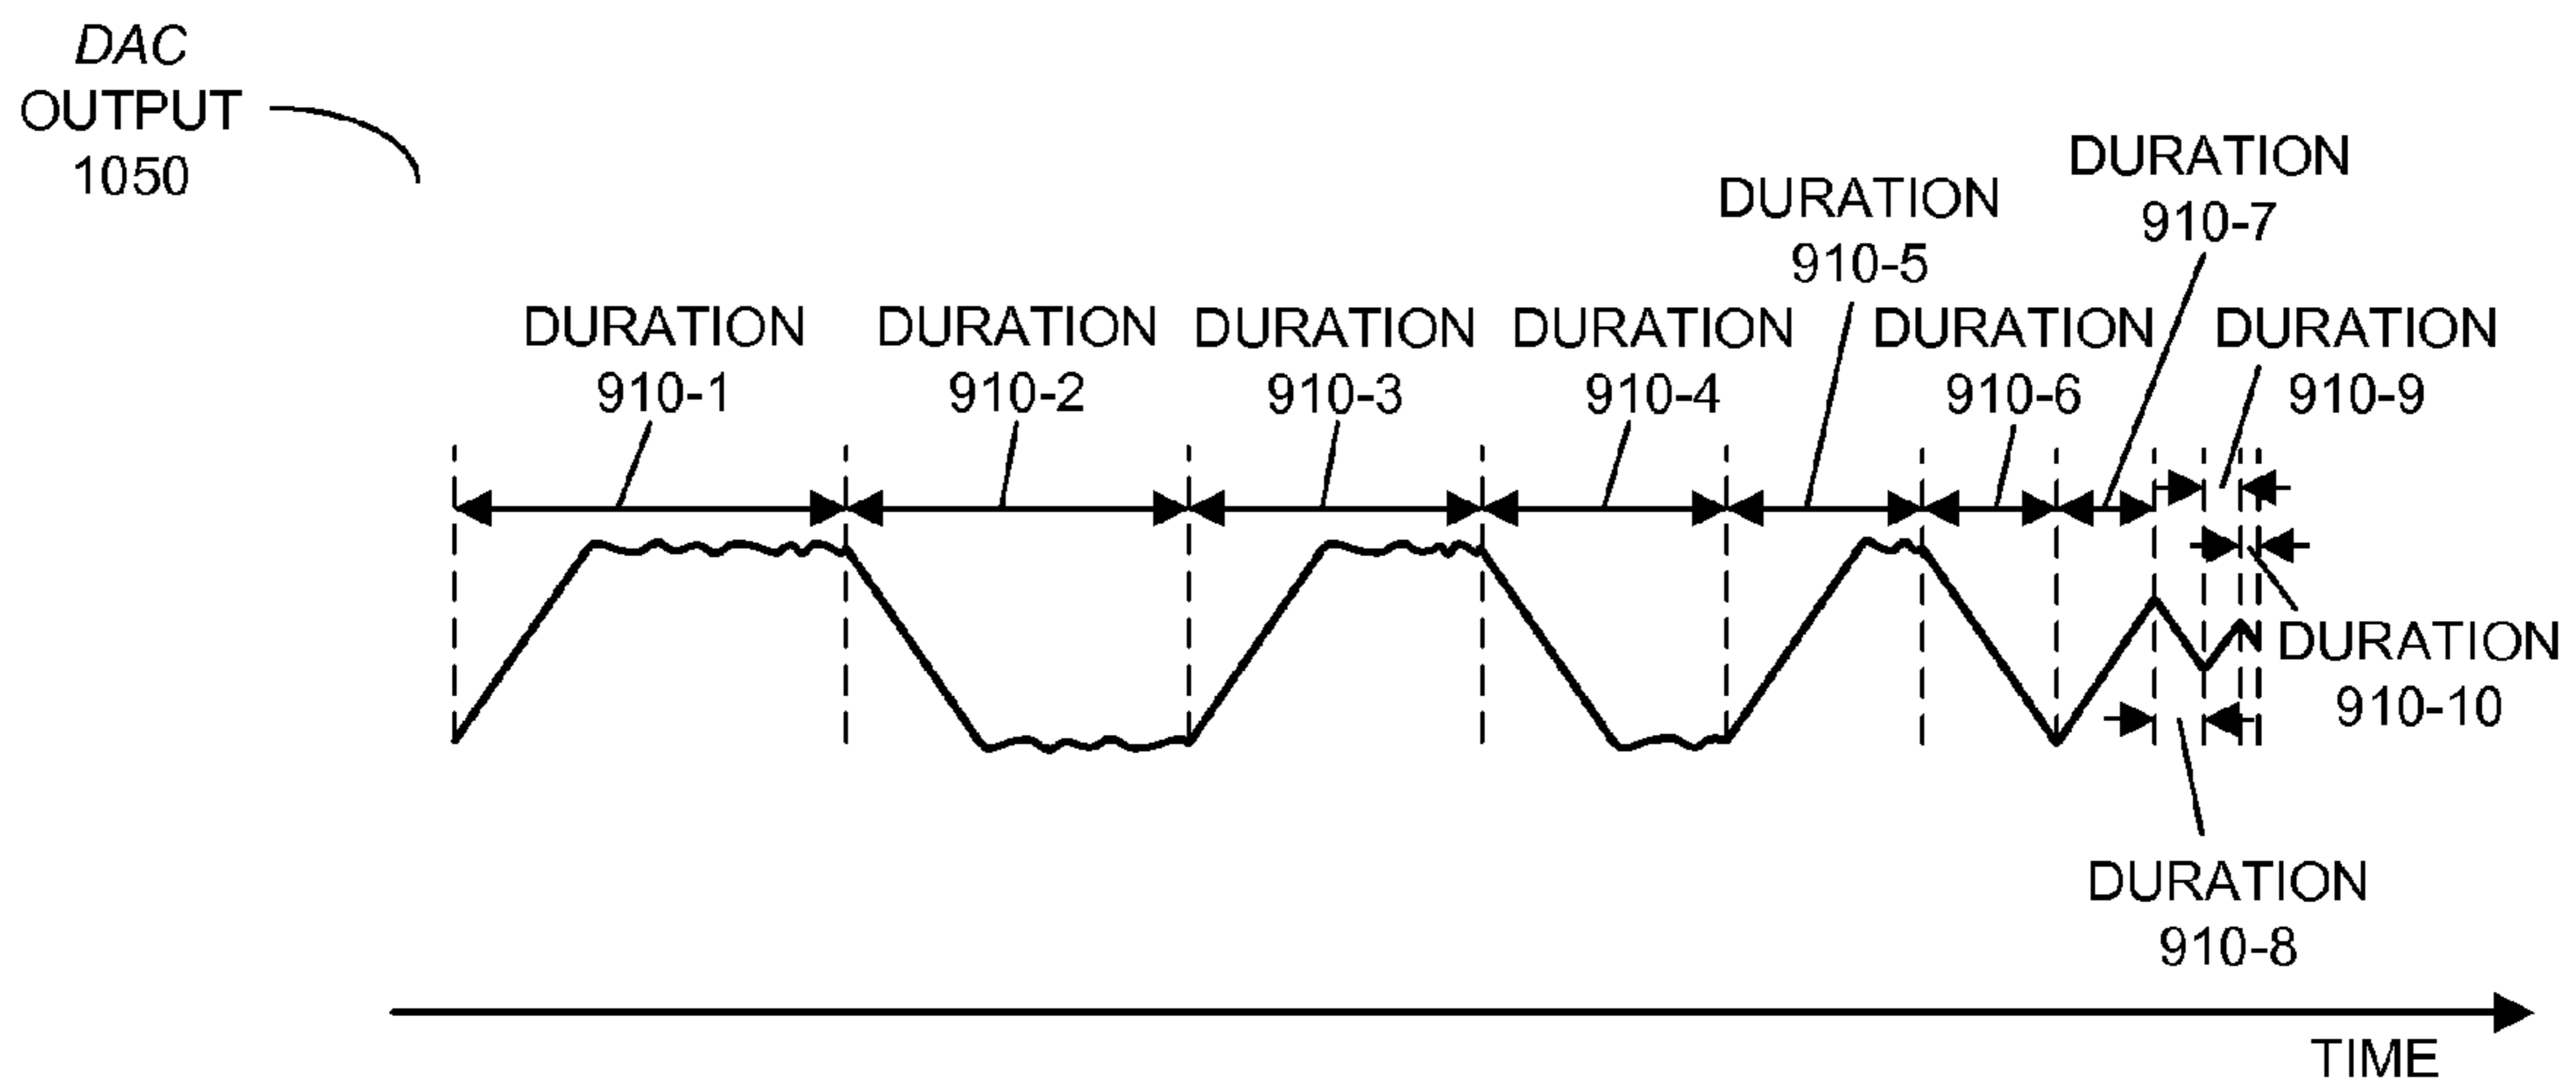 DAC
OUTPUT
1050
DURATION
910-1
DURATION
910-2
DURATION
910-3
DURATION
910-4
DURATION
910-5
DURATION
910-6
DURATION
910-7
DURATION
910-9
DURATION
910-10
DURATION
910-8
TIME